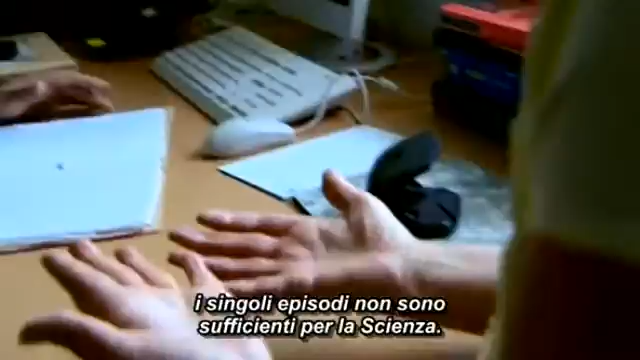 i singoli episodi non sono
sufficienti per la Scienza.